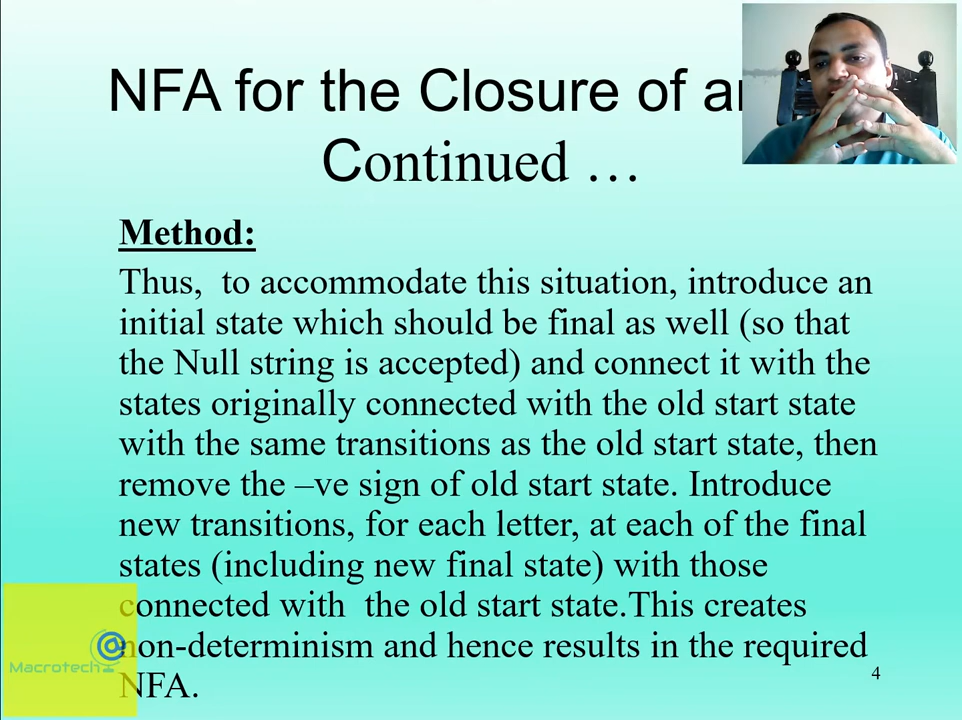 NFA for the Closure of an
Continued …
Method:
Thus, to accommodate this situation, introduce an
initial state which should be final as well (so that
the Null string is accepted) and connect it with the
states originally connected with the old start state
with the same transitions as the old start state, then
remove the –ve sign of old start state. Introduce
new transitions, for each letter, at each of the final
states (including new final state) with those
connected with the old start state.This creates
non-determinism and hence results in the required
NFA.
Macrotech
4